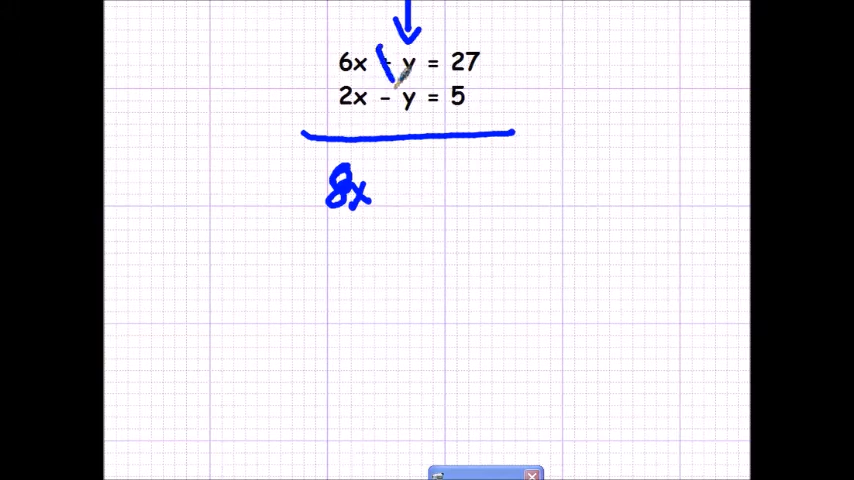 6x + y = 27
2x - y = 5
8x